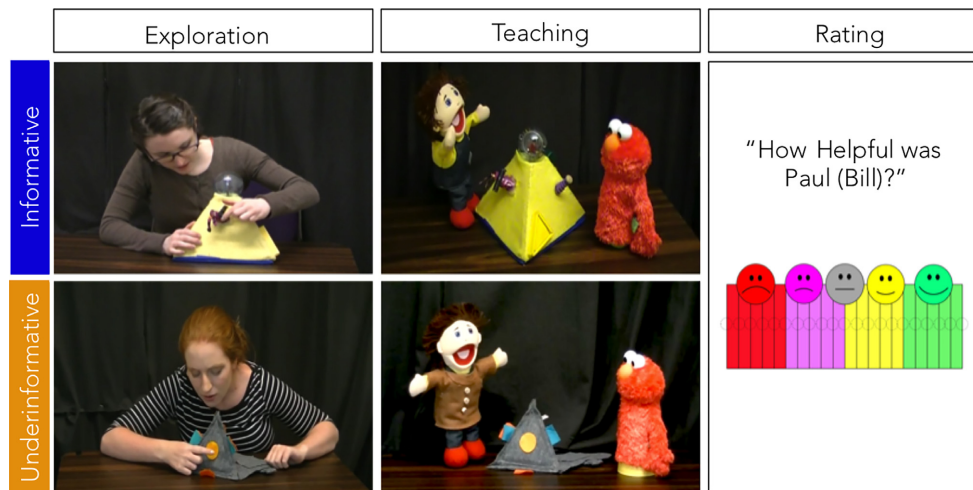 Exploration
Teaching
Rating
Informative
“How Helpful was
Paul (Bill)?”
Underinformative